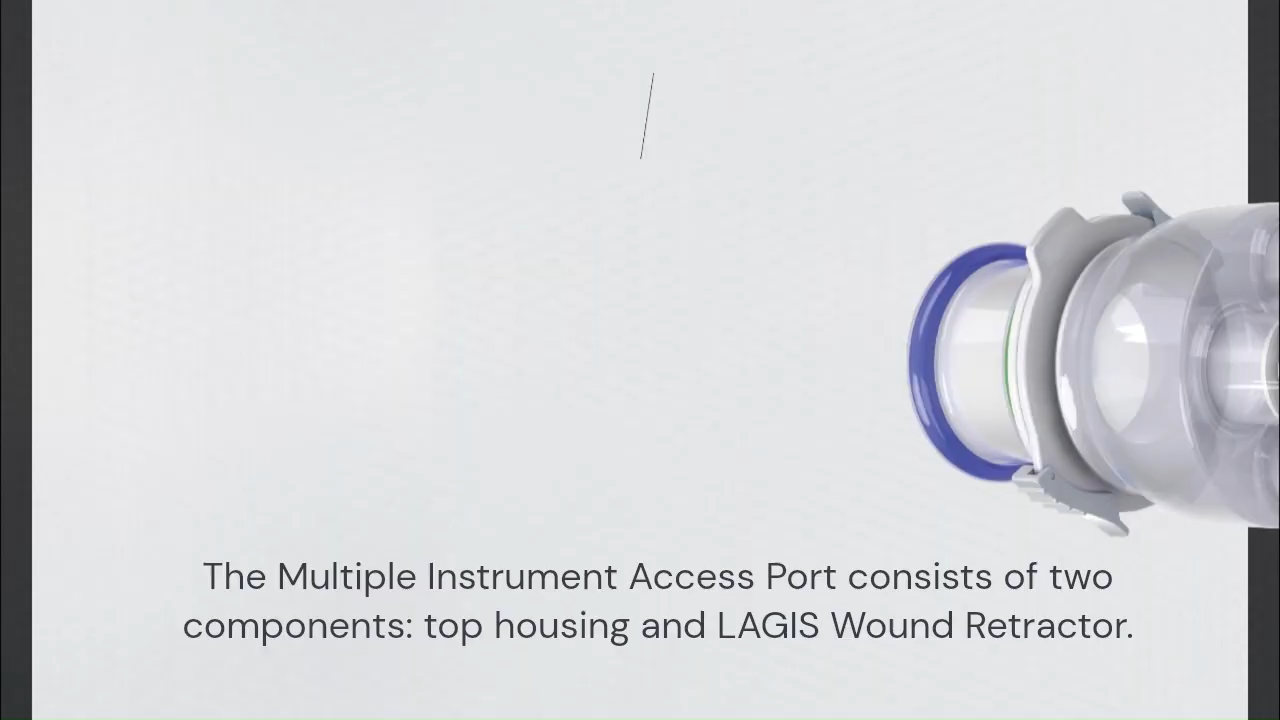 The Multiple Instrument Access Port consists of two
components: top housing and LAGIS Wound Retractor.